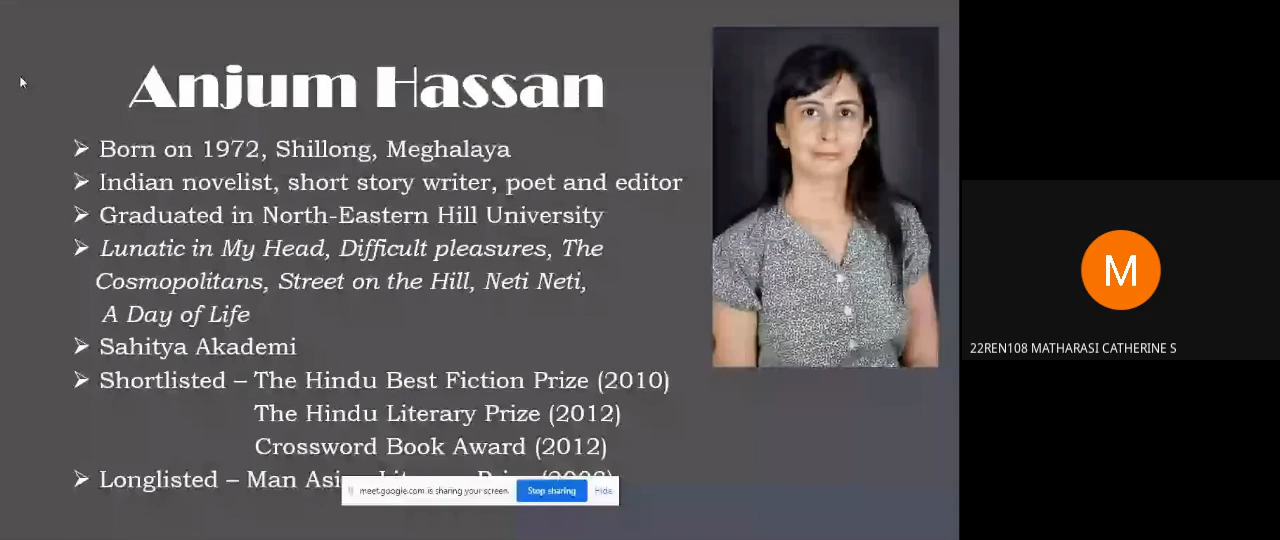 Anjum Hassan
Born on 1972, Shillong, Meghalaya
Indian novelist, short story writer, poet and editor
Graduated in North-Eastern Hill University
Lunatic in My Head, Difficult pleasures, The
Cosmopolitans, Street on the Hill, Neti Neti,
A Day of Life
Sahitya Akademi
Shortlisted – The Hindu Best Fiction Prize (2010)
The Hindu Literary Prize (2012)
Crossword Book Award (2012)
Longlisted – Man
meet.google.com is sharing your screen.
Stop sharing
Hide
M
22REN108 MATHARASI CATHERINE S